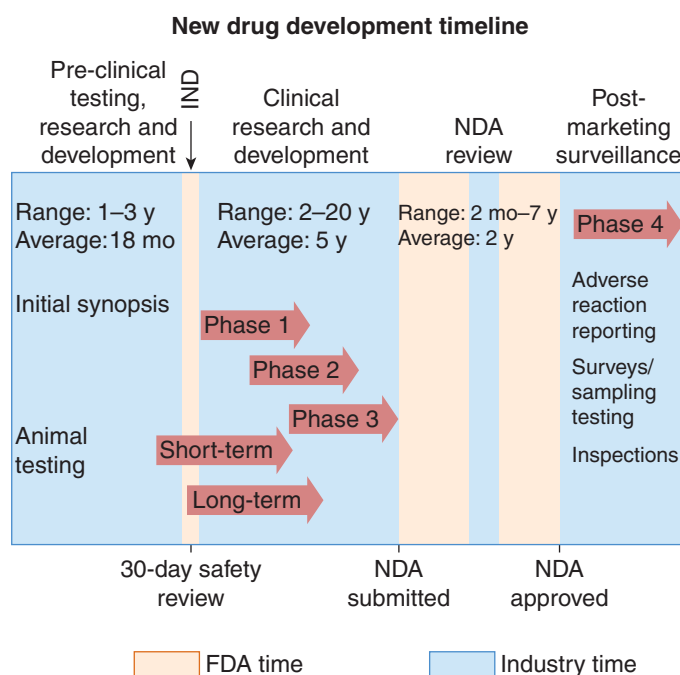 New drug development timeline
Pre-clinical
testing,
research and
development
IND
Clinical
research and
development
NDA
review
Post-
marketing
surveillance
Range: 1–3 y
Average:18 mo
Range: 2–20 y
Average: 5 y
Range: 2 mo–7 y
Average: 2 y
Phase 4
Initial synopsis
Phase 1
Phase 2
Phase 3
Animal
testing
Short-term
Long-term
Adverse
reaction
reporting
Surveys/
sampling
testing
Inspections
30-day safety
review
NDA
submitted
NDA
approved
FDA time
Industry time